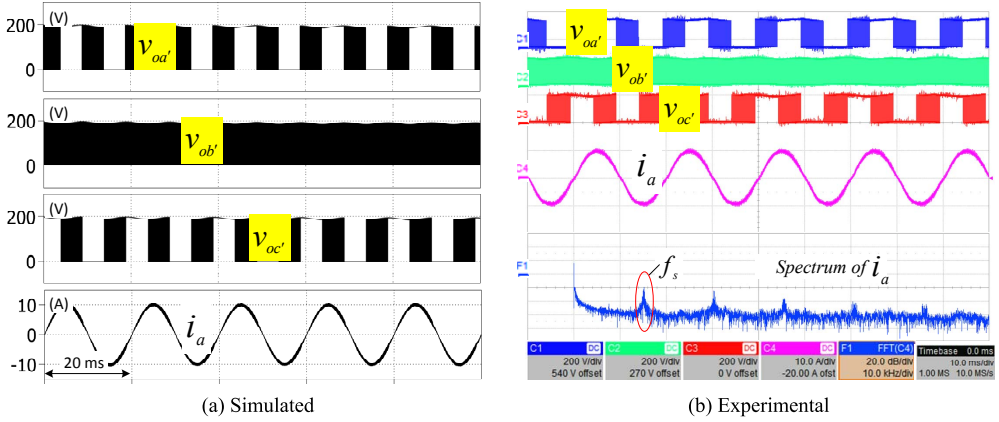 (V)
200
0
v_oa′
(V)
200
0
v_ob′
(V)
200
0
v_oc′
(A)
10
0
-10
i_a
20 ms
(a) Simulated
C1
v_oa′
v_ob′
C3
v_oc′
C4
i_a
F1
f_s
Spectrum of i_a
C1 DC C2 DC C3 DC C4 DC F1 FFT(C4) Timebase 0.0 ms
200 V/div 200 V/div 200 V/div 10.0 A/div 20.0 dB/div 10.0 ms/div
540 V offset 270 V offset 0 V offset -20.00 A ofst 10.0 kHz/div 1.00 MS 10.0 MS/s
(b) Experimental